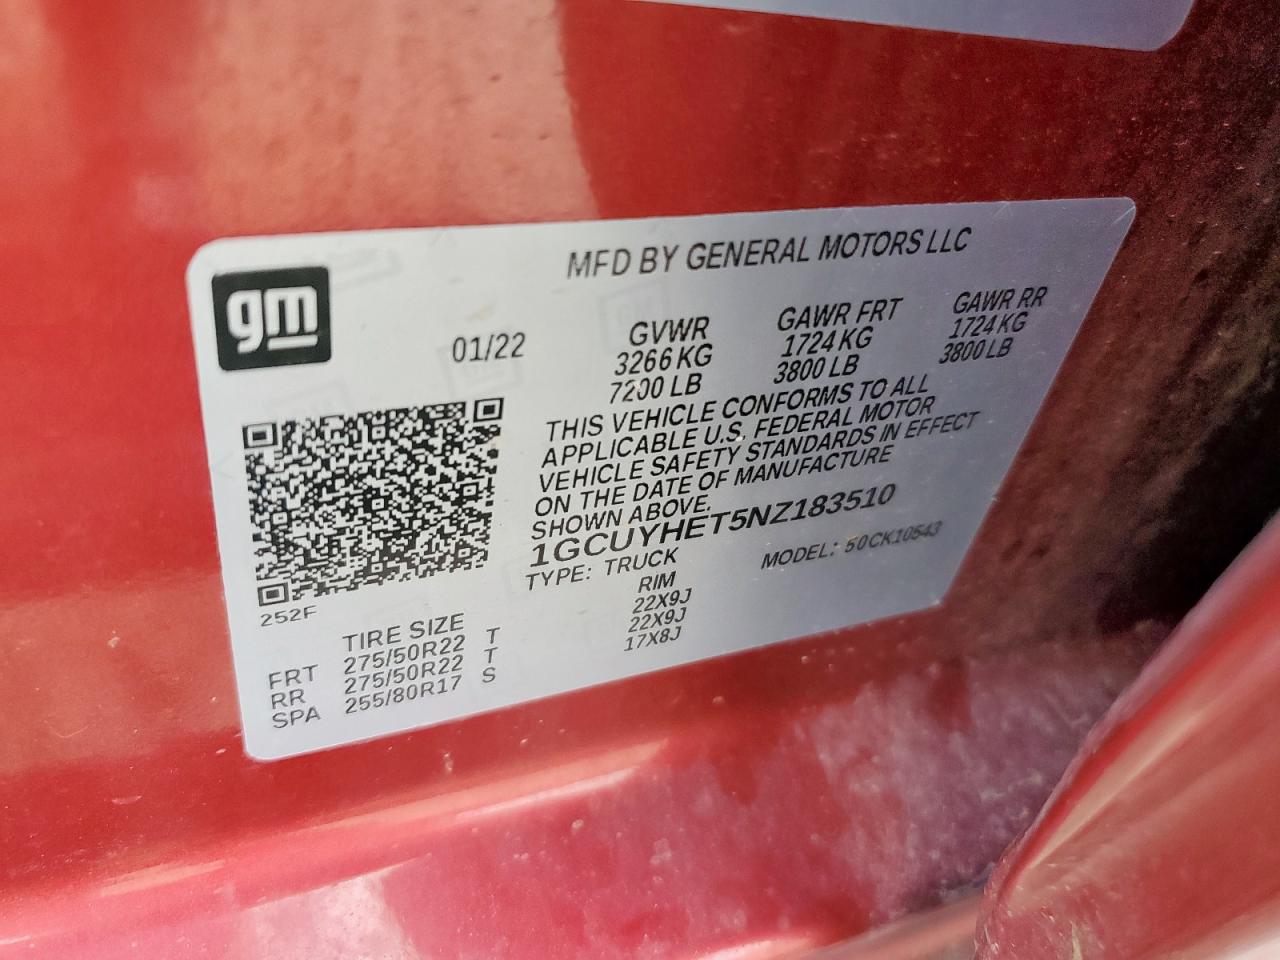 gm
MFD BY GENERAL MOTORS LLC
01/22
GVWR GAWR FRT GAWR RR
3266 KG 1724 KG 1724 KG
7200 LB 3800 LB 3800 LB
THIS VEHICLE CONFORMS TO ALL
APPLICABLE U.S. FEDERAL MOTOR
VEHICLE SAFETY STANDARDS IN EFFECT
ON THE DATE OF MANUFACTURE
SHOWN ABOVE.
1GCUYHET5NZ183510
TYPE: TRUCK MODEL: 50CK10543
252F
TIRE SIZE RIM
FRT 275/50R22 T 22X9J
RR 275/50R22 T 22X9J
SPA 255/80R17 S 17X8J